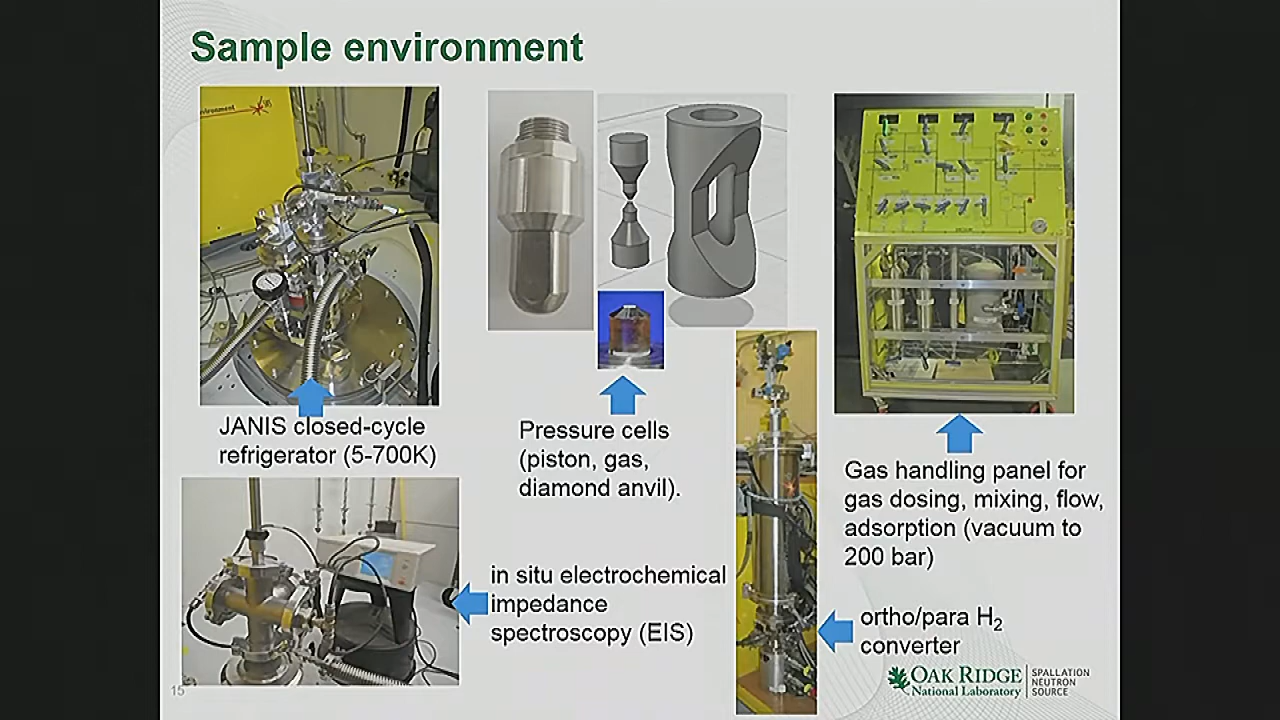 Sample environment
JANIS closed-cycle
refrigerator (5-700K)
Pressure cells
(piston, gas,
diamond anvil).
Gas handling panel for
gas dosing, mixing, flow,
adsorption (vacuum to
200 bar)
in situ electrochemical
impedance
spectroscopy (EIS)
ortho/para H₂
converter
OAK RIDGE
National Laboratory
SPALLATION
NEUTRON
SOURCE
15